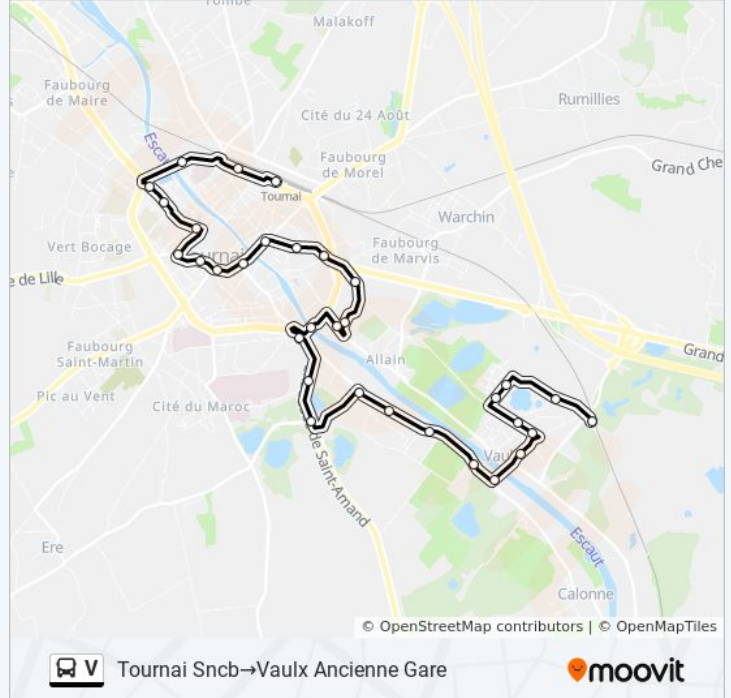 Tombe
Malakoff
Faubourg
de Maire
Rumillies
Cité du 24 Août
Escau
Faubourg
de Morel
Grand Che
Tournai
Warchin
Vert Bocage
Faubourg
de Marvis
e de Lille
Grand
Faubourg
Saint-Martin
Allain
Pic au Vent
Cité du Maroc
de Saint-Amand
Vaulx
Escaut
Ere
Calonne
© OpenStreetMap contributors | © OpenMapTiles
V Tournai Sncb→Vaulx Ancienne Gare
moovit